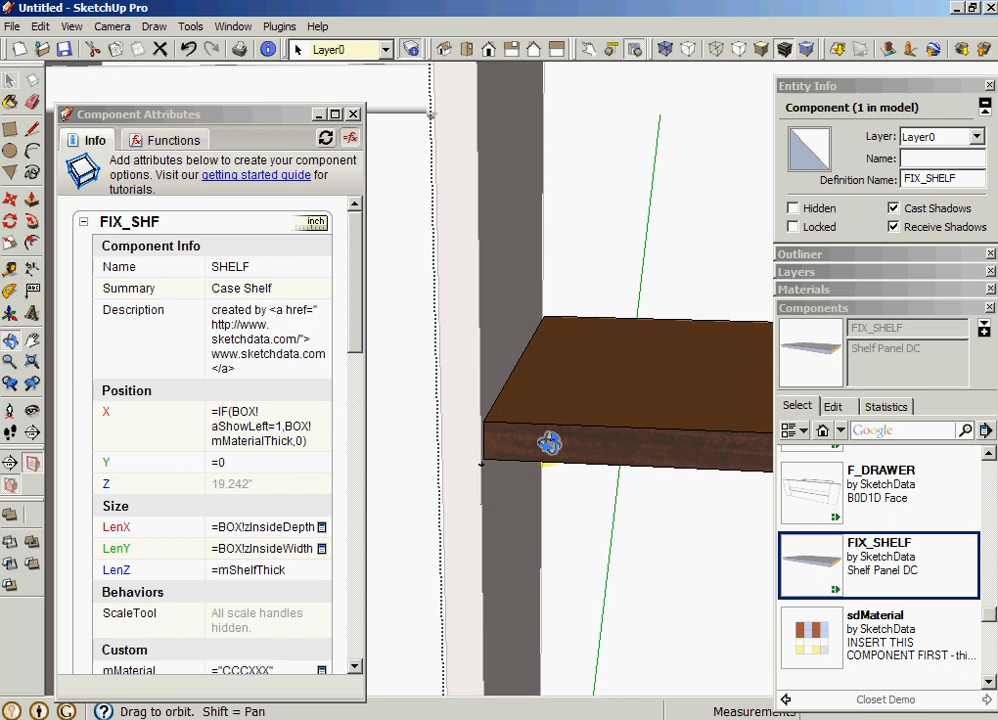 Untitled - SketchUp Pro
File Edit View Camera Draw Tools Window Plugins Help
Layer0
Component Attributes
Info Functions
Add attributes below to create your component
options. Visit our getting started guide for
tutorials.
FIX_SHF inch
Component Info
Name SHELF
Summary Case Shelf
Description created by <a href="
http://www.
sketchdata.com/">
www.sketchdata.com
</a>
Position
X =IF(BOX!
aShowLeft=1,BOX!
mMaterialThick,0)
Y =0
Z 19.242"
Size
LenX =BOX!zInsideDepth
LenY =BOX!zInsideWidth
LenZ =mShelfThick
Behaviors
ScaleTool All scale handles
hidden.
Custom
mMaterial ="CCCXXX"
Entity Info
Component (1 in model)
Layer: Layer0
Name:
Definition Name: FIX_SHELF
Hidden Cast Shadows
Locked Receive Shadows
Outliner
Layers
Materials
Components
FIX_SHELF
Shelf Panel DC
Select Edit Statistics
Google
F_DRAWER
by SketchData
B0D1D Face
FIX_SHELF
by SketchData
Shelf Panel DC
sdMaterial
by SketchData
INSERT THIS
COMPONENT FIRST - thi...
Closet Demo
Drag to orbit. Shift = Pan
Measurements